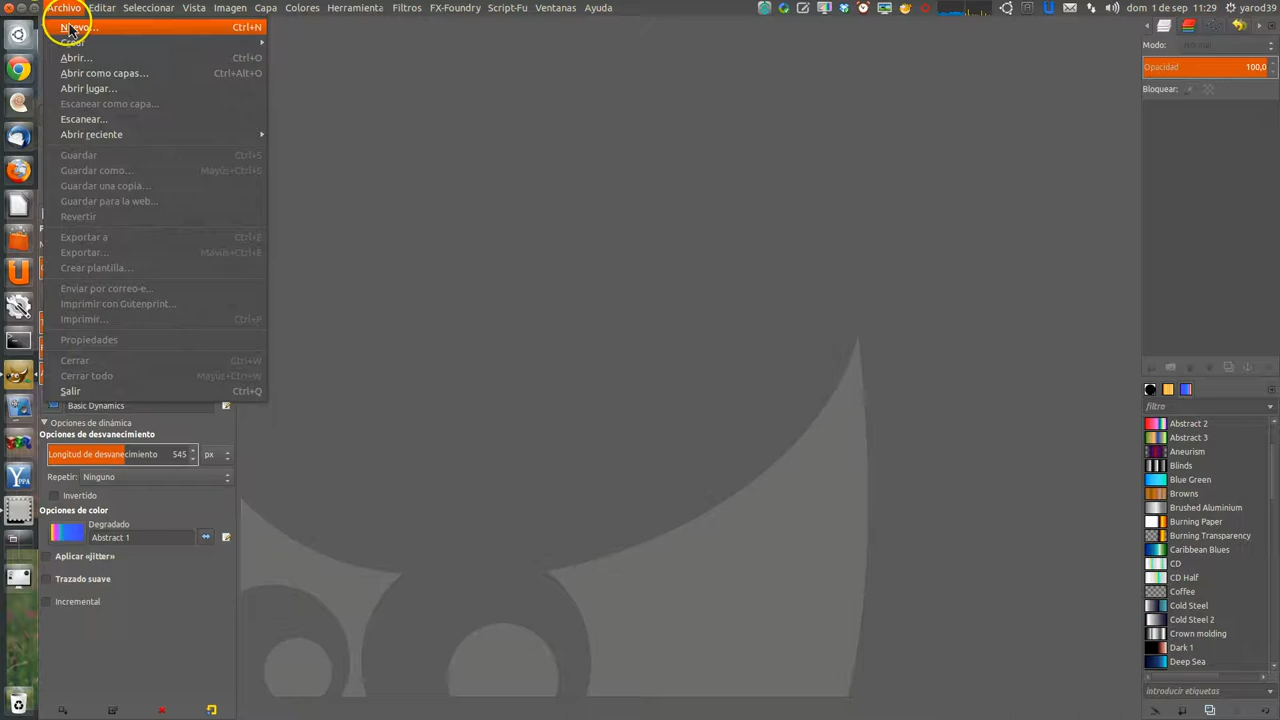 Archivo Editar Seleccionar Vista Imagen Capa Colores Herramienta Filtros FX-Foundry Script-Fu Ventanas Ayuda
dom 1 de sep 11:29 yarod39
Ctrl+N
Crear
Abrir... Ctrl+O
Abrir como capas... Ctrl+Alt+O
Abrir lugar...
Escanear como capa...
Escanear...
Abrir reciente
Guardar Ctrl+S
Guardar como... Mayús+Ctrl+S
Guardar una copia...
Guardar para la web...
Revertir
Exportar a Ctrl+E
Exportar... Mayús+Ctrl+E
Crear plantilla...
Enviar por correo-e...
Imprimir con Gutenprint...
Imprimir... Ctrl+P
Propiedades
Cerrar Ctrl+W
Cerrar todo Mayús+Ctrl+W
Salir Ctrl+Q
Basic Dynamics
Opciones de dinámica
Opciones de desvanecimiento
Longitud de desvanecimiento 545 px
Repetir: Ninguno
Invertido
Opciones de color
Degradado
Abstract 1
Aplicar «jitter»
Trazado suave
Incremental
Modo: Normal
Opacidad 100,0
Bloquear:
filtro
Abstract 2
Abstract 3
Aneurism
Blinds
Blue Green
Browns
Brushed Aluminium
Burning Paper
Burning Transparency
Caribbean Blues
CD
CD Half
Coffee
Cold Steel
Cold Steel 2
Crown molding
Dark 1
Deep Sea
introducir etiquetas